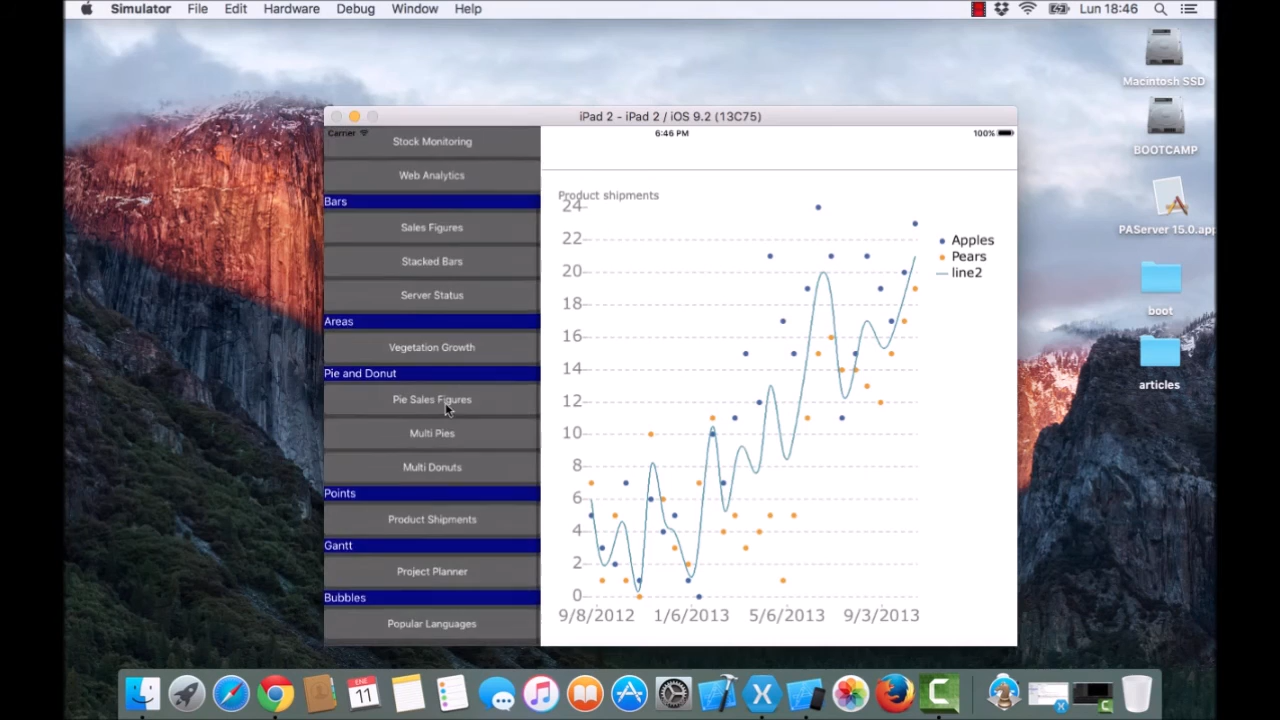 Simulator File Edit Hardware Debug Window Help
Lun 18:46
Macintosh SSD
BOOTCAMP
PAServer 15.0.app
boot
articles
iPad 2 - iPad 2 / iOS 9.2 (13C75)
Carrier
6:46 PM
100%
Stock Monitoring
Web Analytics
Bars
Sales Figures
Stacked Bars
Server Status
Areas
Vegetation Growth
Pie and Donut
Pie Sales Figures
Multi Pies
Multi Donuts
Points
Product Shipments
Gantt
Project Planner
Bubbles
Popular Languages
Product shipments
24
22
20
18
16
14
12
10
8
6
4
2
0
9/8/2012 1/6/2013 5/6/2013 9/3/2013
Apples
Pears
line2
ENE
11